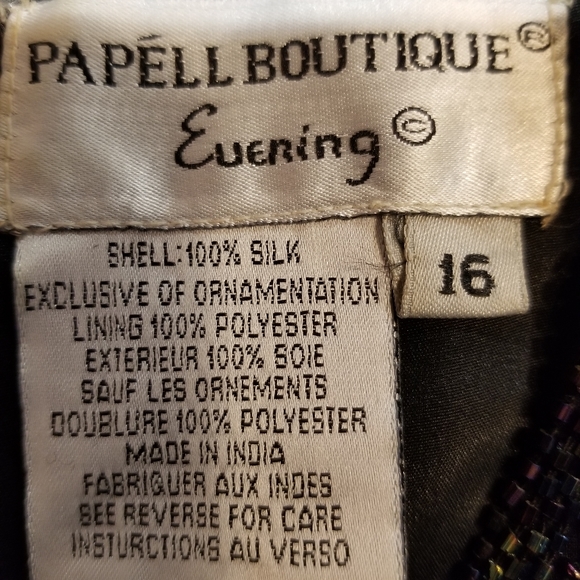 PAPÉLL BOUTIQUE®
Evening©
16
SHELL:100% SILK
EXCLUSIVE OF ORNAMENTATION
LINING 100% POLYESTER
EXTERIEUR 100% SOIE
SAUF LES ORNEMENTS
DOUBLURE 100% POLYESTER
MADE IN INDIA
FABRIQUER AUX INDES
SEE REVERSE FOR CARE
INSTURCTIONS AU VERSO